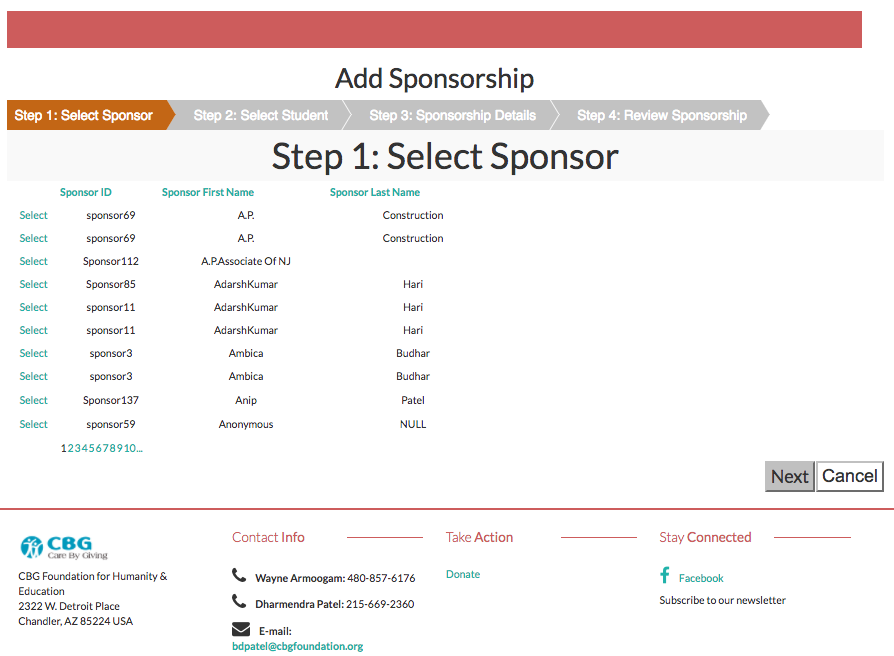 Add Sponsorship
Step 1: Select Sponsor Step 2: Select Student Step 3: Sponsorship Details Step 4: Review Sponsorship
Step 1: Select Sponsor
Sponsor ID Sponsor First Name Sponsor Last Name
Select sponsor69 A.P. Construction
Select sponsor69 A.P. Construction
Select Sponsor112 A.P.Associate Of NJ
Select Sponsor85 AdarshKumar Hari
Select sponsor11 AdarshKumar Hari
Select sponsor11 AdarshKumar Hari
Select sponsor3 Ambica Budhar
Select sponsor3 Ambica Budhar
Select Sponsor137 Anip Patel
Select sponsor59 Anonymous NULL
12345678910...
Next Cancel
CBG
Care By Giving
CBG Foundation for Humanity &
Education
2322 W. Detroit Place
Chandler, AZ 85224 USA
Contact Info
Wayne Armoogam: 480-857-6176
Dharmendra Patel: 215-669-2360
E-mail:
bdpatel@cbgfoundation.org
Take Action
Donate
Stay Connected
Facebook
Subscribe to our newsletter